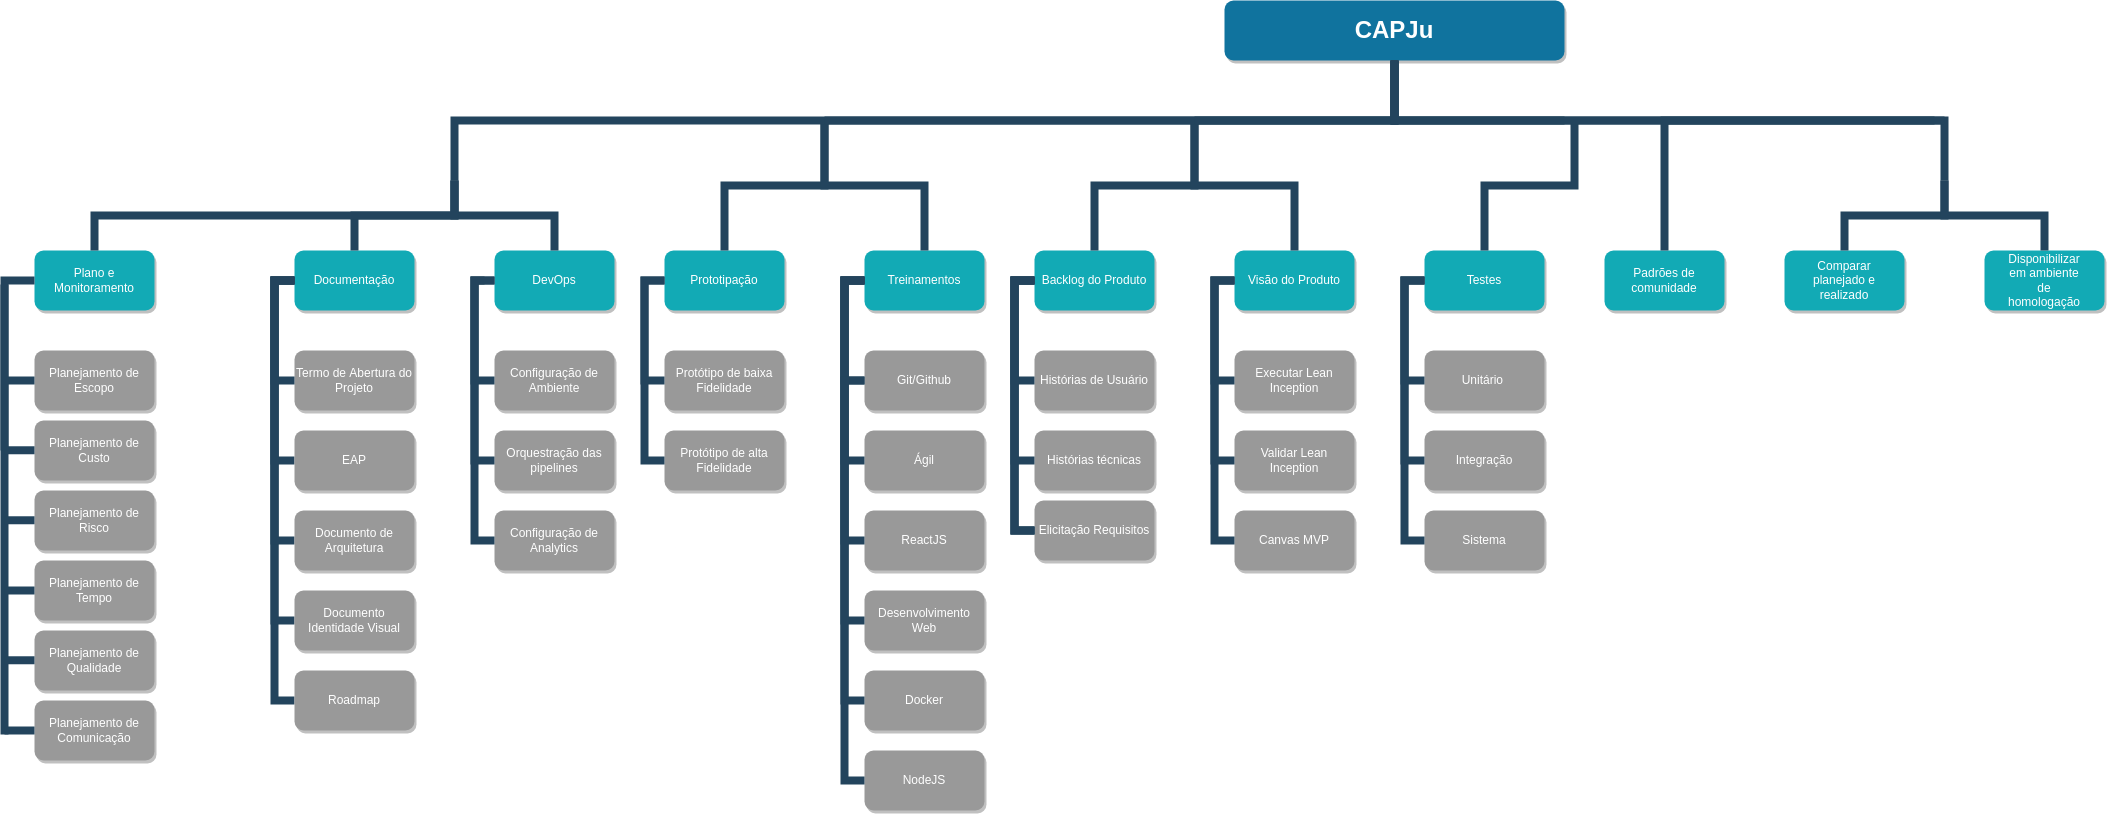 CAPJu
Plano e
Monitoramento
Documentação
DevOps
Prototipação
Treinamentos
Backlog do Produto
Visão do Produto
Testes
Padrões de
comunidade
Comparar
planejado e
realizado
Disponibilizar
em ambiente
de
homologação
Planejamento de
Escopo
Planejamento de
Custo
Planejamento de
Risco
Planejamento de
Tempo
Planejamento de
Qualidade
Planejamento de
Comunicação
Termo de Abertura do
Projeto
EAP
Documento de
Arquitetura
Documento
Identidade Visual
Roadmap
Configuração de
Ambiente
Orquestração das
pipelines
Configuração de
Analytics
Protótipo de baixa
Fidelidade
Protótipo de alta
Fidelidade
Git/Github
Ágil
ReactJS
Desenvolvimento
Web
Docker
NodeJS
Histórias de Usuário
Histórias técnicas
Elicitação Requisitos
Executar Lean
Inception
Validar Lean
Inception
Canvas MVP
Unitário
Integração
Sistema